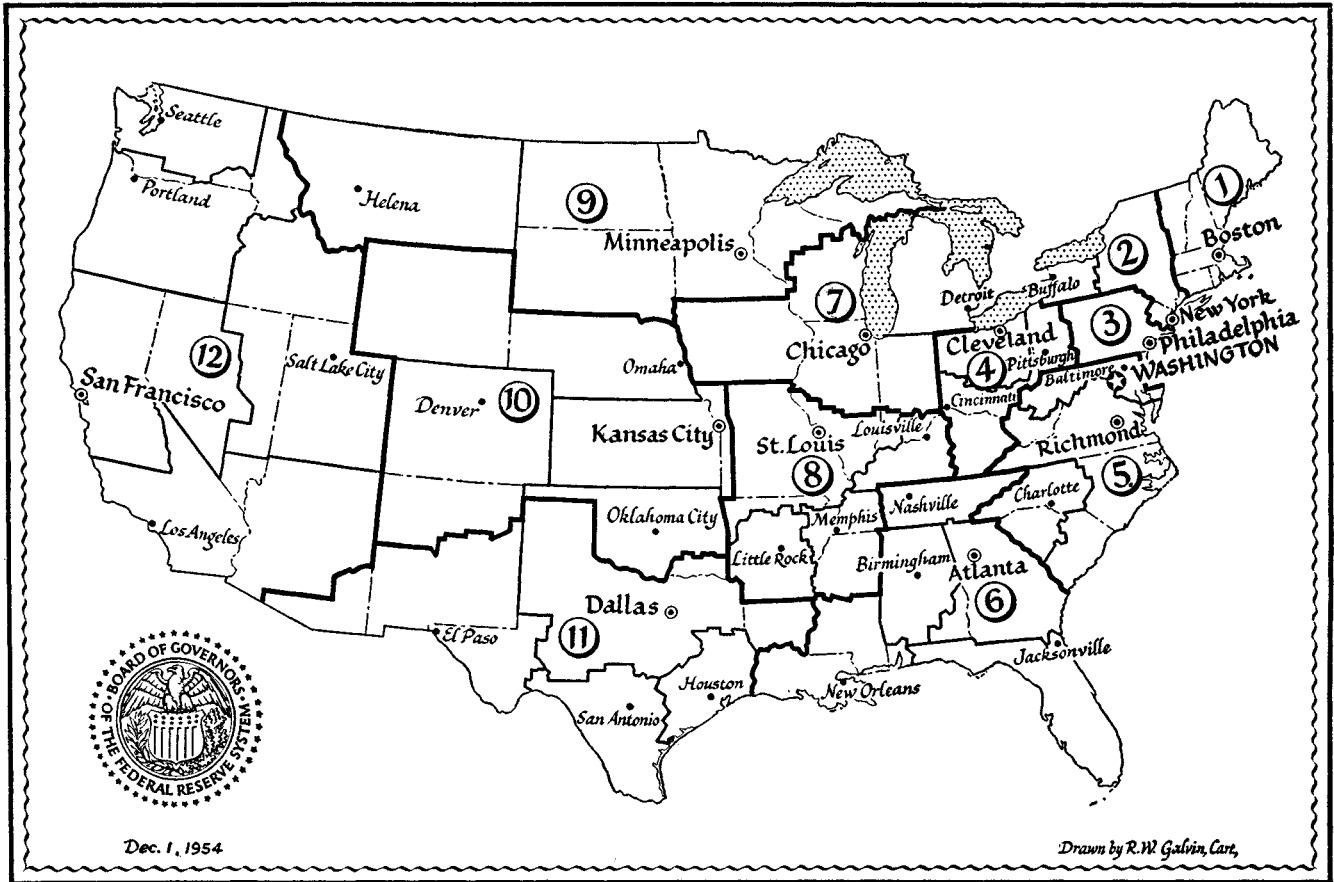 Seattle
Portland
Helena
9
Minneapolis
1
Boston
2
Buffalo
Detroit
7
Chicago
New York
3
Philadelphia
Cleveland
4
Pittsburgh
WASHINGTON
Baltimore
Cincinnati
12
San Francisco
Salt Lake City
Omaha
Denver
10
Kansas City
St. Louis
8
Louisville
Richmond
5
Los Angeles
Oklahoma City
Memphis
Nashville
Charlotte
Little Rock
Birmingham
Atlanta
6
Dallas
11
El Paso
Jacksonville
Houston
New Orleans
San Antonio
BOARD OF GOVERNORS
OF THE FEDERAL RESERVE SYSTEM
Dec. 1, 1954
Drawn by R.W. Galvin, Cart,